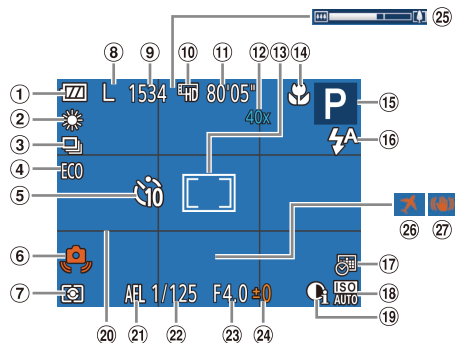 ⑧ ⑨ ⑩ ⑪ ⑫ ⑬ ⑭ ㉕
① L 1534 HD 80'05" P ⑮
② 40x A ⑯
③
④ ECO
⑤ 10
㉖ ㉗
⑥ ⑰
⑦ AEL 1/125 F4.0 ±0 i ISO AUTO ⑱
⑳ ㉑ ㉒ ㉓ ㉔ ⑲